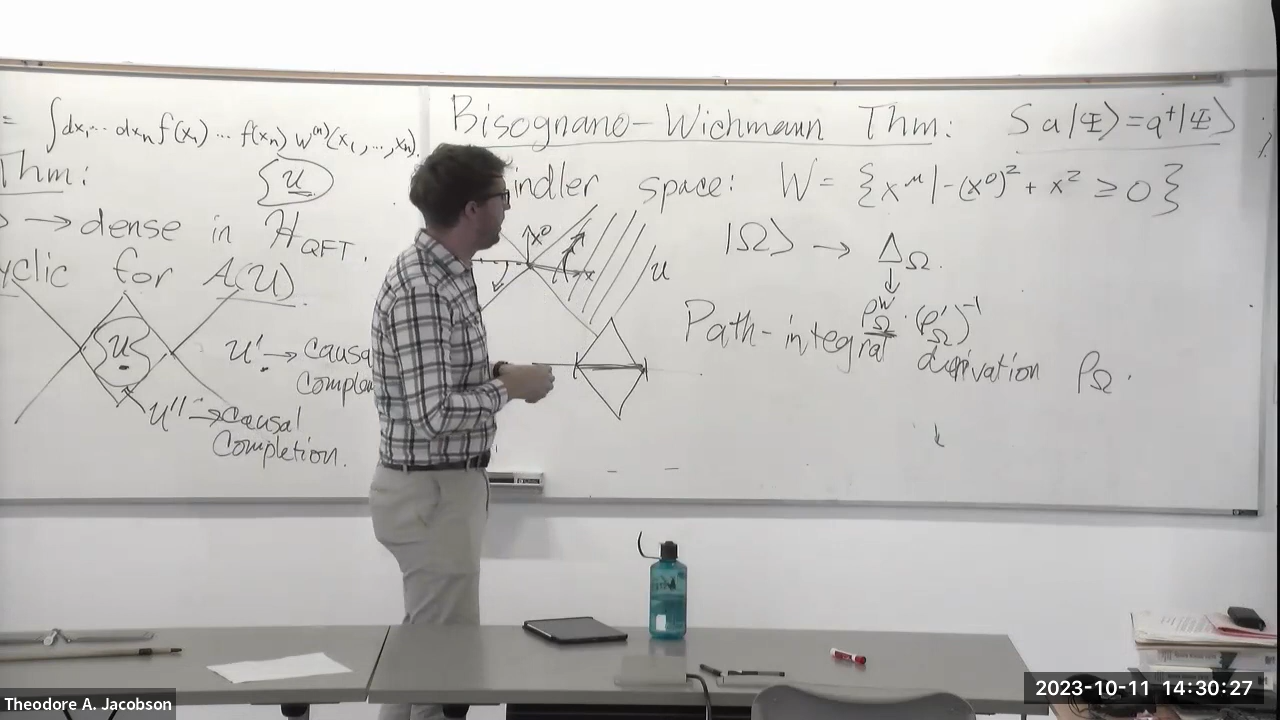 = ∫dx₁ ... dxₙ f(x₁) ... f(xₙ) W⁽ⁿ⁾(x₁, ..., xₙ).
Thm:
{U}
→ dense in H_QFT.
yclic for A(U).
U
U' → Causal
U'' → Causal
Completion.
Bisognano-Wichmann Thm: S a|Ψ⟩ = a†|Ψ⟩
indler space: W = {x^μ | -(x⁰)² + x² ≥ 0}
x⁰
x
U
|Ω⟩ → Δ_Ω.
↓
ρ_Ω^W · (ρ'_Ω)⁻¹
Path-integral derivation ρ_Ω.
Theodore A. Jacobson
2023-10-11 14:30:27